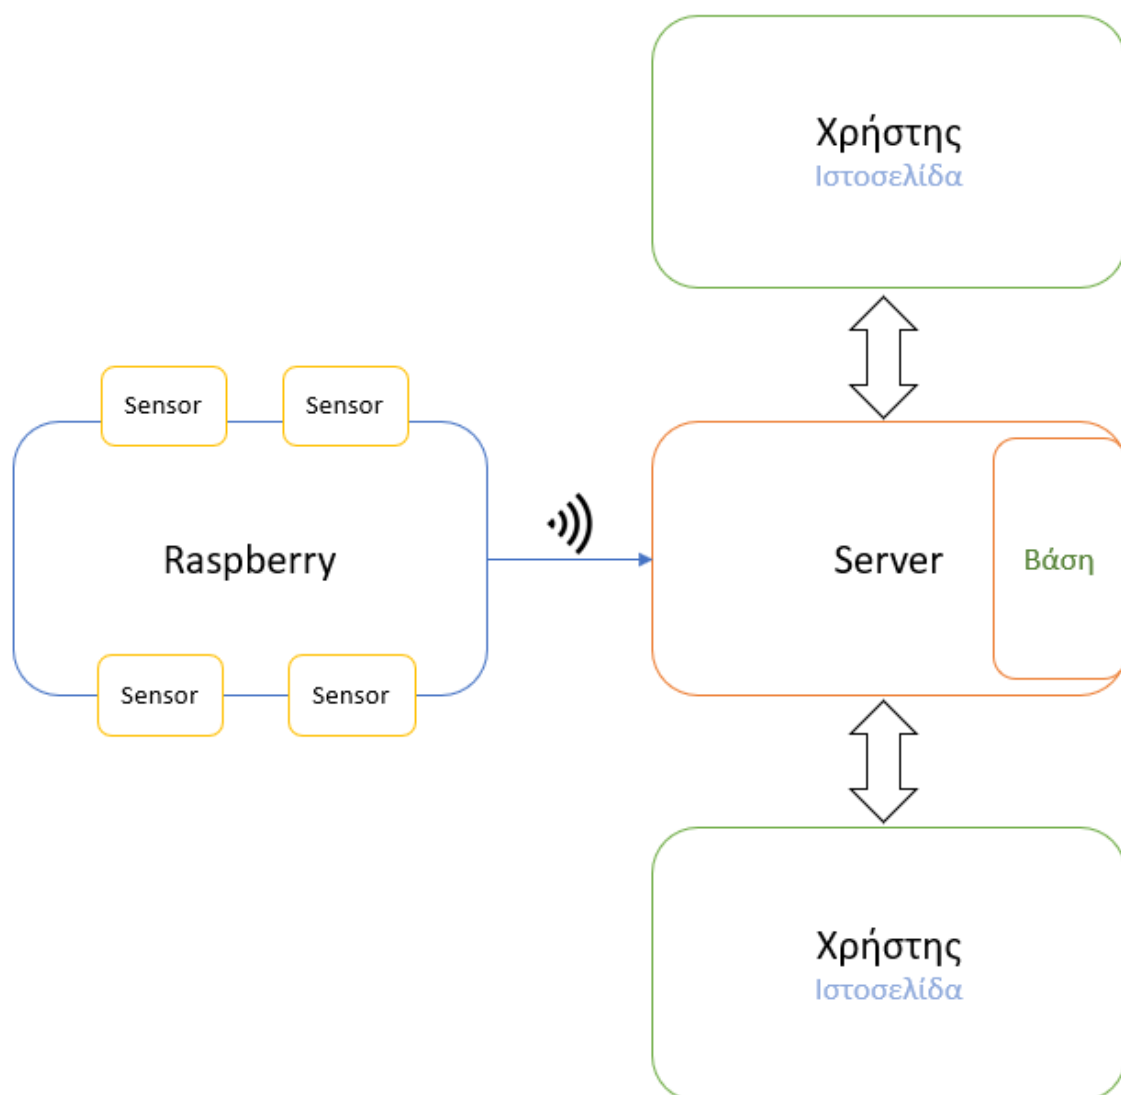 Χρήστης
Ιστοσελίδα
Sensor
Sensor
Raspberry
Server
Βάση
Sensor
Sensor
Χρήστης
Ιστοσελίδα